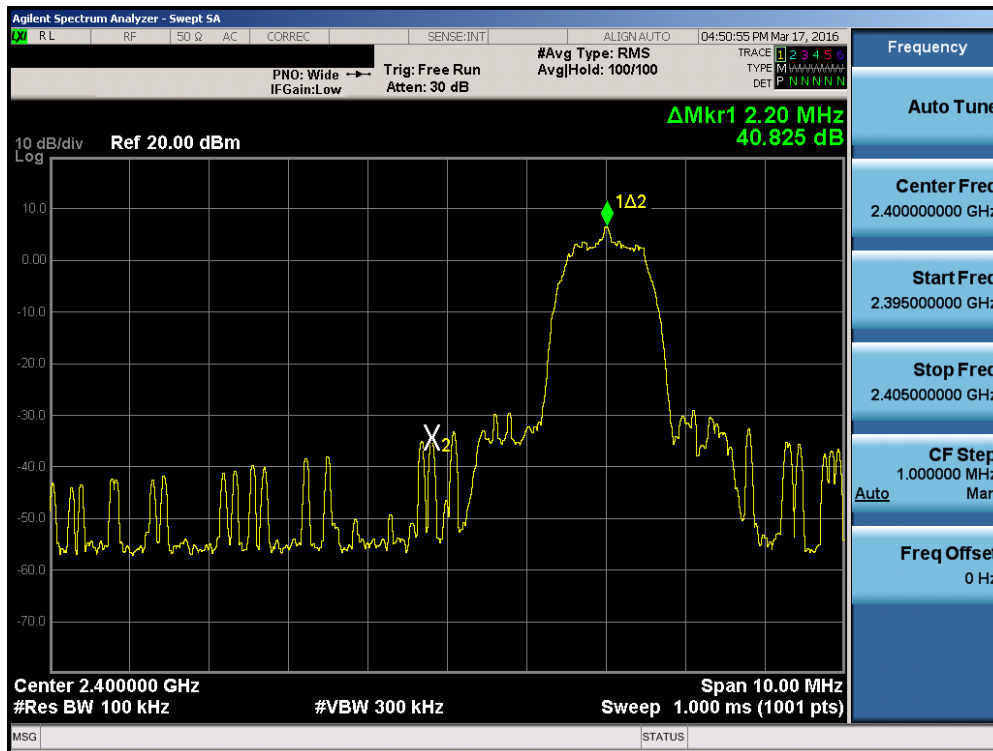 Agilent Spectrum Analyzer - Swept SA
LXI RL RF 50 Ω AC CORREC SENSE:INT ALIGN AUTO 04:50:55 PM Mar 17, 2016
PNO: Wide
IFGain:Low
Trig: Free Run
Atten: 30 dB
#Avg Type: RMS
Avg|Hold: 100/100
TRACE 1 2 3 4 5 6
TYPE M WWWWW
DET P N N N N N
ΔMkr1 2.20 MHz
40.825 dB
10 dB/div Ref 20.00 dBm
Log
10.0
0.00
-10.0
-20.0
-30.0
-40.0
-50.0
-60.0
-70.0
1Δ2
X2
Center 2.400000 GHz Span 10.00 MHz
#Res BW 100 kHz #VBW 300 kHz Sweep 1.000 ms (1001 pts)
MSG STATUS
Frequency
Auto Tune
Center Freq
2.400000000 GHz
Start Freq
2.395000000 GHz
Stop Freq
2.405000000 GHz
CF Step
1.000000 MHz
Auto Man
Freq Offset
0 Hz